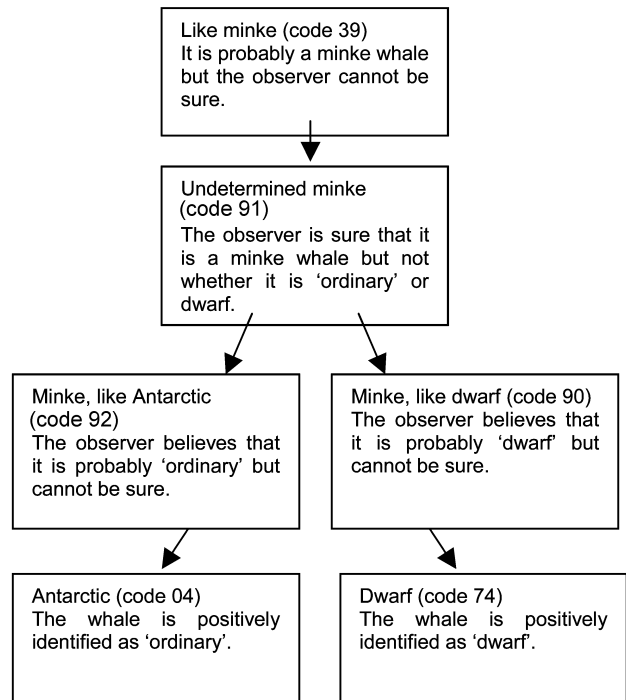 Like minke (code 39)
It is probably a minke whale
but the observer cannot be
sure.
Undetermined minke
(code 91)
The observer is sure that it
is a minke whale but not
whether it is ‘ordinary’ or
dwarf.
Minke, like Antarctic
(code 92)
The observer believes that
it is probably ‘ordinary’ but
cannot be sure.
Minke, like dwarf (code 90)
The observer believes that
it is probably ‘dwarf’ but
cannot be sure.
Antarctic (code 04)
The whale is positively
identified as ‘ordinary’.
Dwarf (code 74)
The whale is positively
identified as ‘dwarf’.